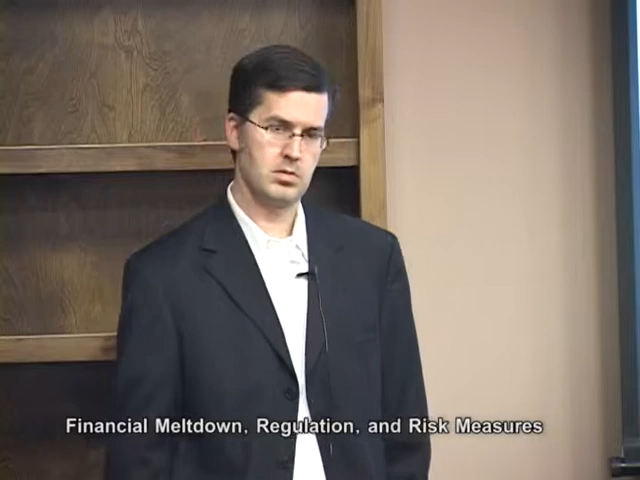 Financial Meltdown, Regulation, and Risk Measures